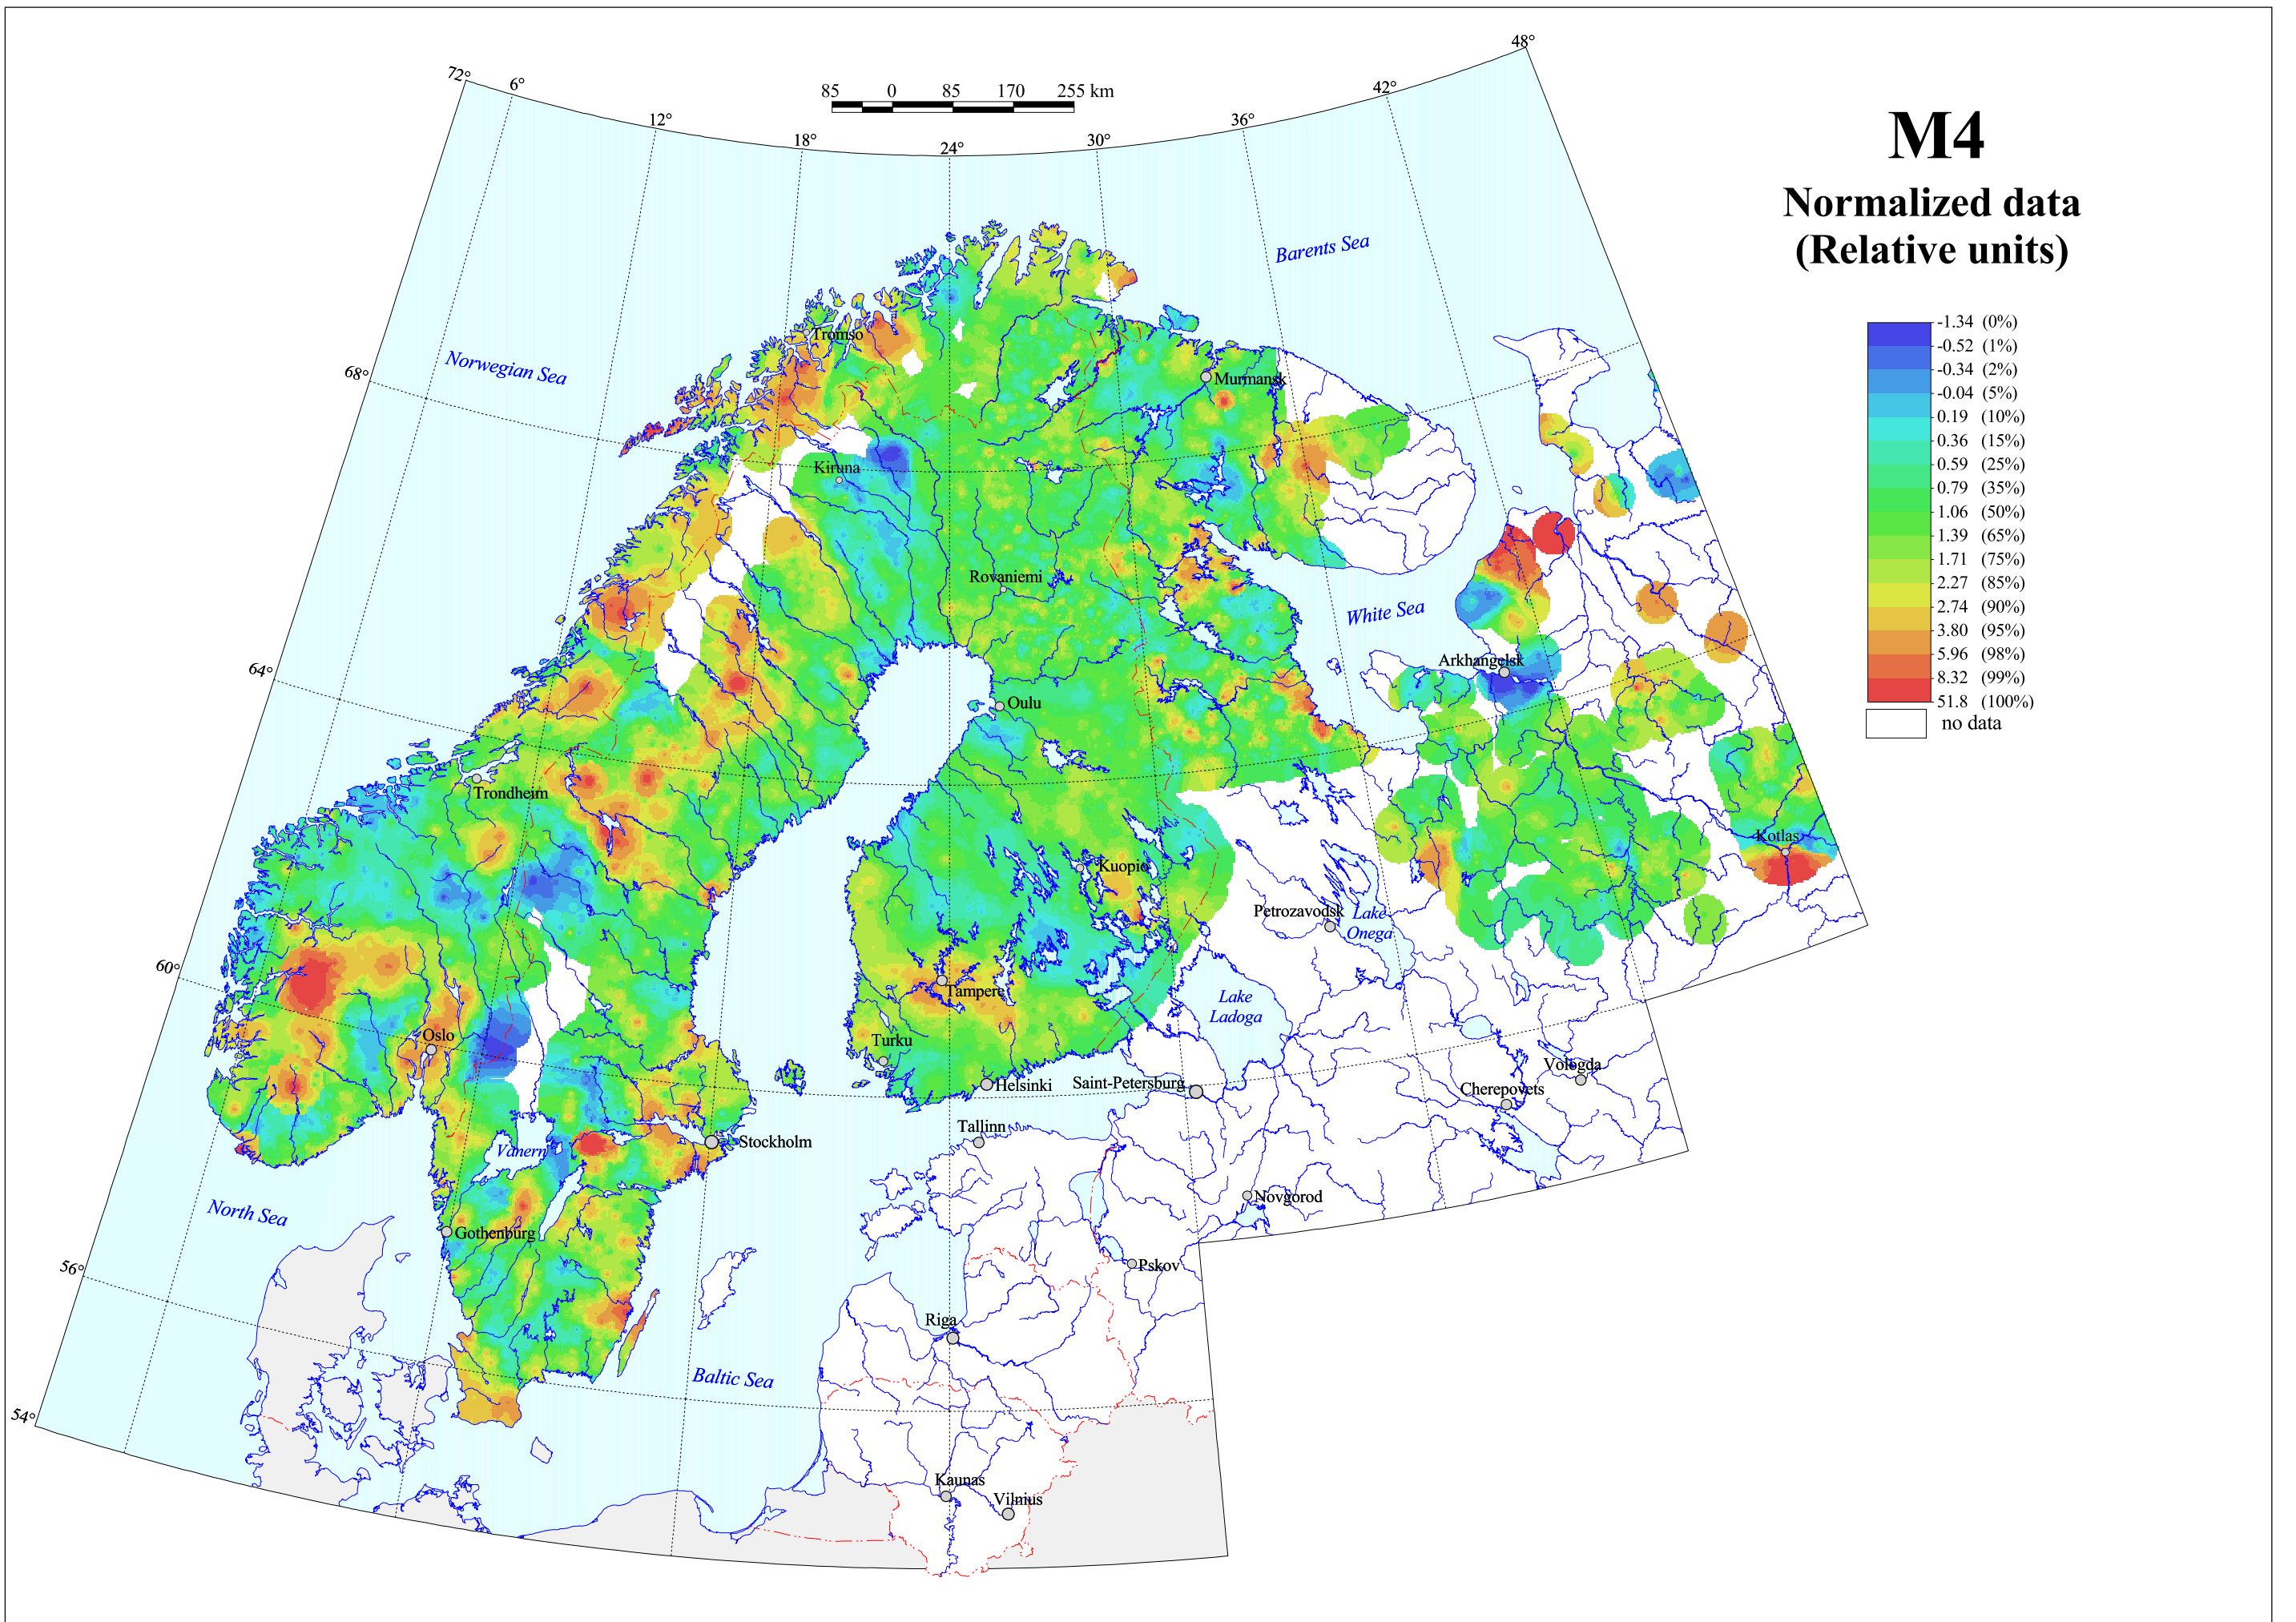 M4
Normalized data
(Relative units)
-1.34 (0%)
-0.52 (1%)
-0.34 (2%)
-0.04 (5%)
0.19 (10%)
0.36 (15%)
0.59 (25%)
0.79 (35%)
1.06 (50%)
1.39 (65%)
1.71 (75%)
2.27 (85%)
2.74 (90%)
3.80 (95%)
5.96 (98%)
8.32 (99%)
51.8 (100%)
no data
85 0 85 170 255 km
72°
6°
12°
18°
24°
30°
36°
42°
48°
68°
64°
60°
56°
54°
Barents Sea
Norwegian Sea
Tromso
Murmansk
Kiruna
Rovaniemi
White Sea
Arkhangelsk
Oulu
Trondheim
Kotlas
Kuopio
Petrozavodsk
Lake
Onega
Tampere
Lake
Ladoga
Oslo
Turku
Helsinki
Saint-Petersburg
Vologda
Cherepovets
Tallinn
Stockholm
Vanern
Novgorod
North Sea
Gothenburg
Pskov
Riga
Baltic Sea
Kaunas
Vilnius